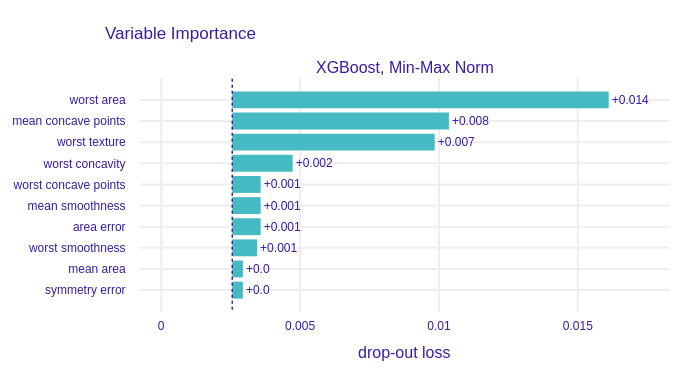 Variable Importance
XGBoost, Min-Max Norm
worst area +0.014
mean concave points +0.008
worst texture +0.007
worst concavity +0.002
worst concave points +0.001
mean smoothness +0.001
area error +0.001
worst smoothness +0.001
mean area +0.0
symmetry error +0.0
0 0.005 0.01 0.015
drop-out loss